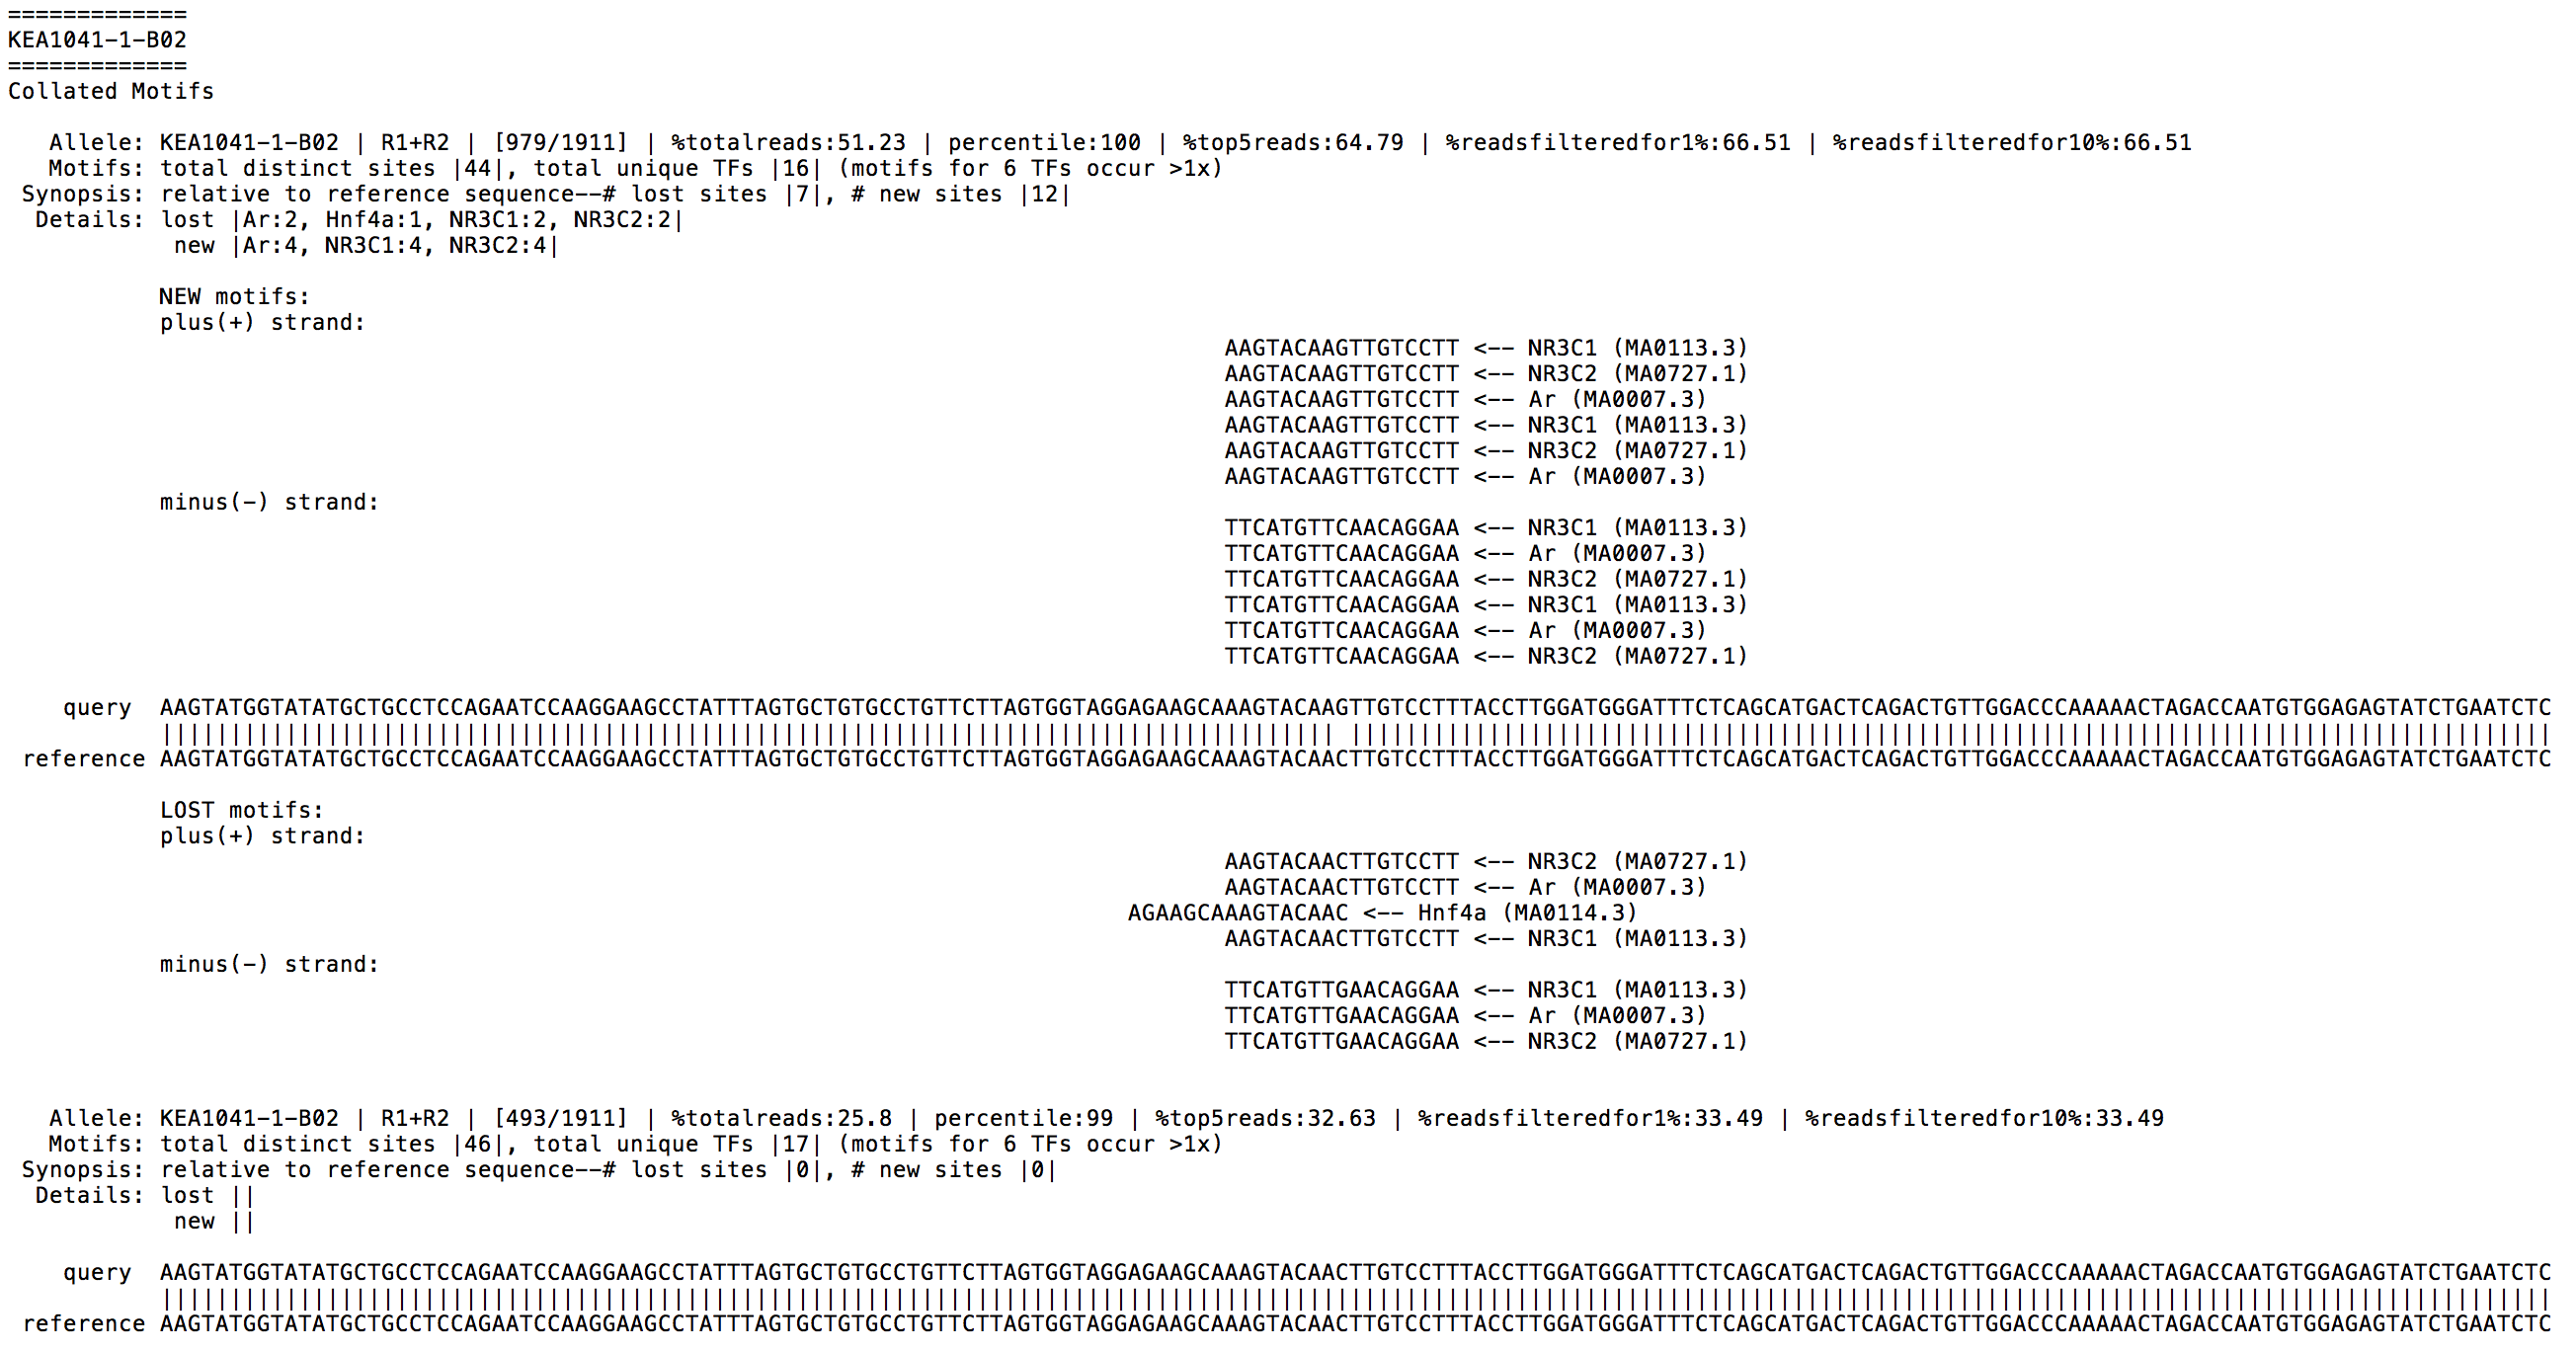 =============
KEA1041-1-B02
=============
Collated Motifs
Allele: KEA1041-1-B02 | R1+R2 | [979/1911] | %totalreads:51.23 | percentile:100 | %top5reads:64.79 | %readsfilteredfor1%:66.51 | %readsfilteredfor10%:66.51
Motifs: total distinct sites |44|, total unique TFs |16| (motifs for 6 TFs occur >1x)
Synopsis: relative to reference sequence--# lost sites |7|, # new sites |12|
Details: lost |Ar:2, Hnf4a:1, NR3C1:2, NR3C2:2|
new |Ar:4, NR3C1:4, NR3C2:4|
NEW motifs:
plus(+) strand:
AAGTACAAGTTGTCCTT <-- NR3C1 (MA0113.3)
AAGTACAAGTTGTCCTT <-- NR3C2 (MA0727.1)
AAGTACAAGTTGTCCTT <-- Ar (MA0007.3)
AAGTACAAGTTGTCCTT <-- NR3C1 (MA0113.3)
AAGTACAAGTTGTCCTT <-- NR3C2 (MA0727.1)
AAGTACAAGTTGTCCTT <-- Ar (MA0007.3)
minus(-) strand:
TTCATGTTCAACAGGAA <-- NR3C1 (MA0113.3)
TTCATGTTCAACAGGAA <-- Ar (MA0007.3)
TTCATGTTCAACAGGAA <-- NR3C2 (MA0727.1)
TTCATGTTCAACAGGAA <-- NR3C1 (MA0113.3)
TTCATGTTCAACAGGAA <-- Ar (MA0007.3)
TTCATGTTCAACAGGAA <-- NR3C2 (MA0727.1)
query AAGTATGGTATATGCTGCCTCCAGAATCCAAGGAAGCCTATTTAGTGCTGTGCCTGTTCTTAGTGGTAGGAGAAGCAAAGTACAAGTTGTCCTTTACCTTGGATGGGATTTCTCAGCATGACTCAGACTGTTGGACCCAAAAACTAGACCAATGTGGAGAGTATCTGAATCTC
||||||||||||||||||||||||||||||||||||||||||||||||||||||||||||||||||||||||||||||||||||| |||||||||||||||||||||||||||||||||||||||||||||||||||||||||||||||||||||||||||||||||||||||
reference AAGTATGGTATATGCTGCCTCCAGAATCCAAGGAAGCCTATTTAGTGCTGTGCCTGTTCTTAGTGGTAGGAGAAGCAAAGTACAACTTGTCCTTTACCTTGGATGGGATTTCTCAGCATGACTCAGACTGTTGGACCCAAAAACTAGACCAATGTGGAGAGTATCTGAATCTC
LOST motifs:
plus(+) strand:
AAGTACAACTTGTCCTT <-- NR3C2 (MA0727.1)
AAGTACAACTTGTCCTT <-- Ar (MA0007.3)
AGAAGCAAAGTACAAC <-- Hnf4a (MA0114.3)
AAGTACAACTTGTCCTT <-- NR3C1 (MA0113.3)
minus(-) strand:
TTCATGTTGAACAGGAA <-- NR3C1 (MA0113.3)
TTCATGTTGAACAGGAA <-- Ar (MA0007.3)
TTCATGTTGAACAGGAA <-- NR3C2 (MA0727.1)
Allele: KEA1041-1-B02 | R1+R2 | [493/1911] | %totalreads:25.8 | percentile:99 | %top5reads:32.63 | %readsfilteredfor1%:33.49 | %readsfilteredfor10%:33.49
Motifs: total distinct sites |46|, total unique TFs |17| (motifs for 6 TFs occur >1x)
Synopsis: relative to reference sequence--# lost sites |0|, # new sites |0|
Details: lost ||
new ||
query AAGTATGGTATATGCTGCCTCCAGAATCCAAGGAAGCCTATTTAGTGCTGTGCCTGTTCTTAGTGGTAGGAGAAGCAAAGTACAACTTGTCCTTTACCTTGGATGGGATTTCTCAGCATGACTCAGACTGTTGGACCCAAAAACTAGACCAATGTGGAGAGTATCTGAATCTC
|||||||||||||||||||||||||||||||||||||||||||||||||||||||||||||||||||||||||||||||||||||||||||||||||||||||||||||||||||||||||||||||||||||||||||||||||||||||||||||||||||||||||||||
reference AAGTATGGTATATGCTGCCTCCAGAATCCAAGGAAGCCTATTTAGTGCTGTGCCTGTTCTTAGTGGTAGGAGAAGCAAAGTACAACTTGTCCTTTACCTTGGATGGGATTTCTCAGCATGACTCAGACTGTTGGACCCAAAAACTAGACCAATGTGGAGAGTATCTGAATCTC